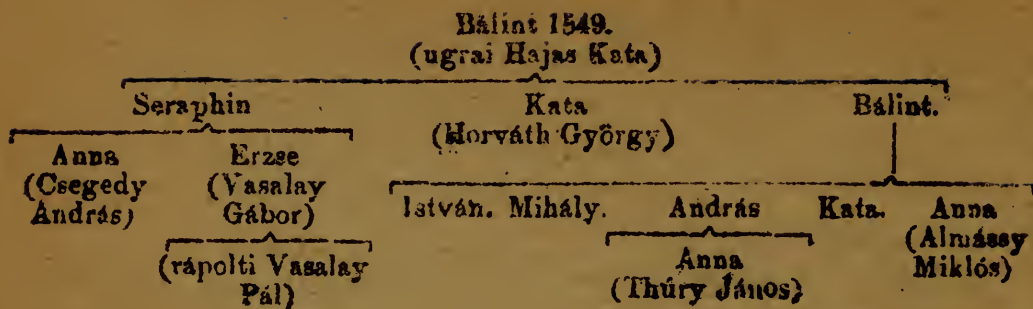 Bálint 1549.
(ugrai Hajas Kata)
Seraphin Kata Bálint.
(Horváth György)
Anna Erzse
(Csegedy (Vasalay
András) Gábor)
(rápolti Vasalay
Pál)
István. Mihály. András Kata. Anna
(Almássy
Miklós)
Anna
(Thúry János)